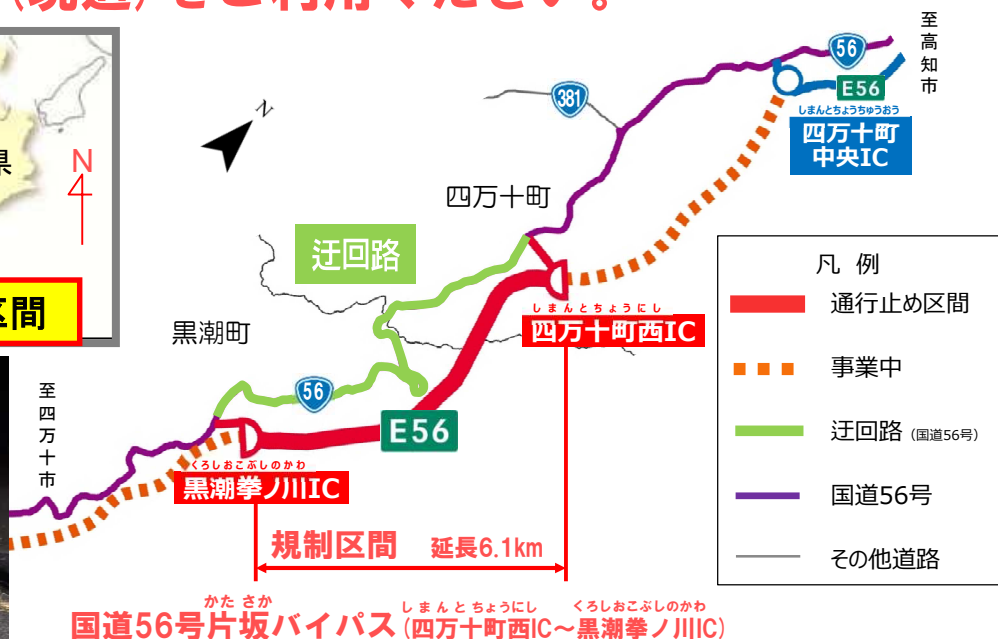 (現道)をご利用ください。
県
N
区間
N
至高知市
56
E56
しまんとちょうちゅうおう
四万十町
中央IC
381
四万十町
迂回路
しまんとちょうにし
四万十町西IC
黒潮町
56
E56
至四万十市
くろしおこぶしのかわ
黒潮拳ノ川IC
規制区間 延長6.1km
かたさか しまんとちょうにし くろしおこぶしのかわ
国道56号片坂バイパス(四万十町西IC～黒潮拳ノ川IC)
凡 例
通行止め区間
事業中
迂回路(国道56号)
国道56号
その他道路